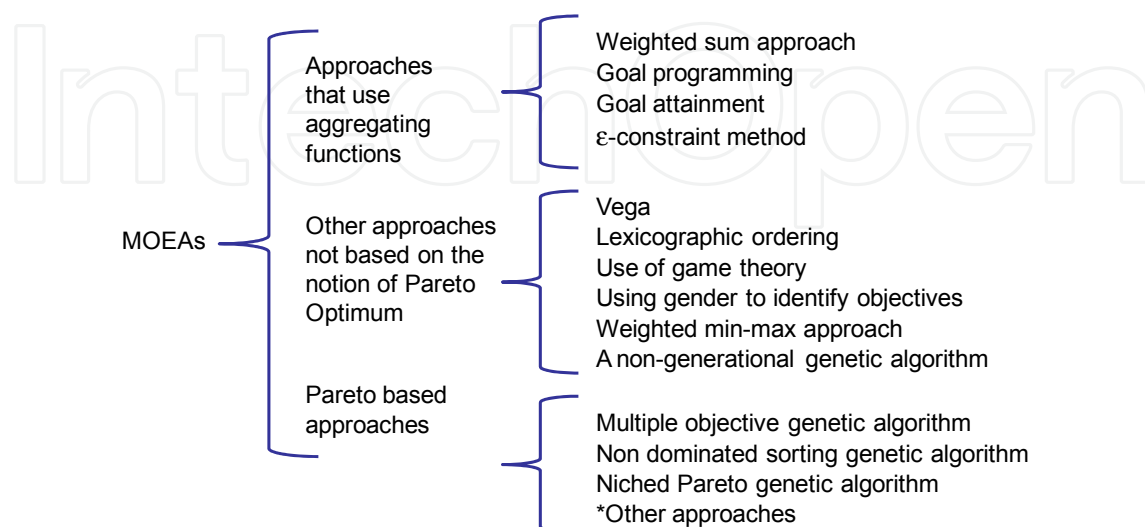 IntechOpen
MOEAs
Approaches
that use
aggregating
functions
Weighted sum approach
Goal programming
Goal attainment
ε-constraint method
Other approaches
not based on the
notion of Pareto
Optimum
Vega
Lexicographic ordering
Use of game theory
Using gender to identify objectives
Weighted min-max approach
A non-generational genetic algorithm
Pareto based
approaches
Multiple objective genetic algorithm
Non dominated sorting genetic algorithm
Niched Pareto genetic algorithm
*Other approaches